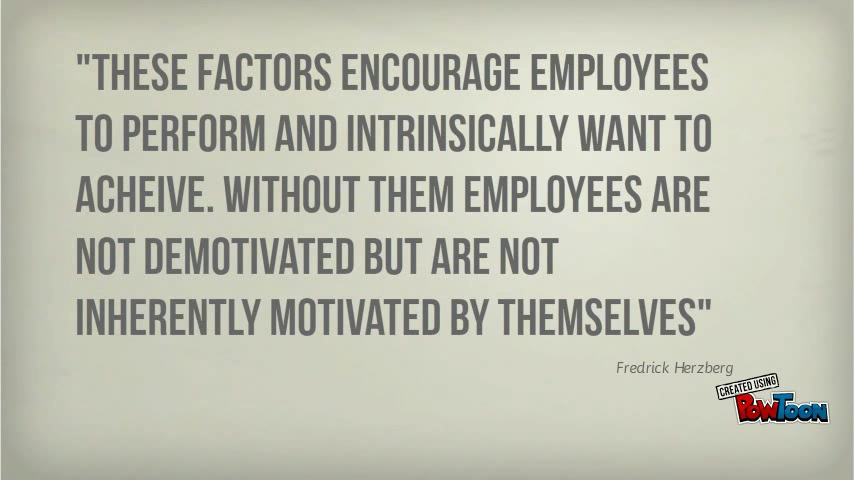 "THESE FACTORS ENCOURAGE EMPLOYEES
TO PERFORM AND INTRINSICALLY WANT TO
ACHEIVE. WITHOUT THEM EMPLOYEES ARE
NOT DEMOTIVATED BUT ARE NOT
INHERENTLY MOTIVATED BY THEMSELVES"
Fredrick Herzberg
CREATED USING
POWTOON